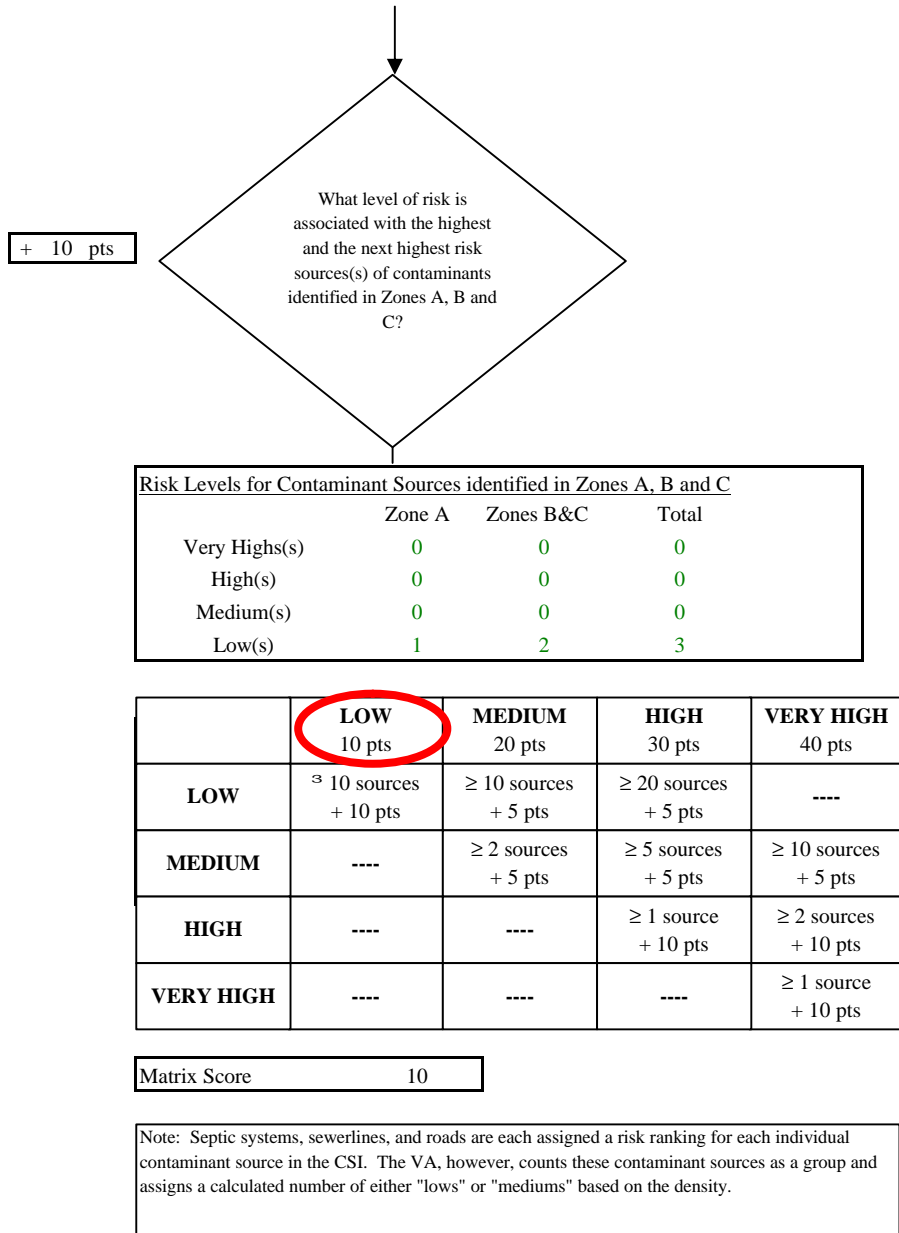 What level of risk is
associated with the highest
and the next highest risk
sources(s) of contaminants
identified in Zones A, B and
C?
+ 10 pts
Risk Levels for Contaminant Sources identified in Zones A, B and C
Zone A Zones B&C Total
Very Highs(s) 0 0 0
High(s) 0 0 0
Medium(s) 0 0 0
Low(s) 1 2 3
LOW MEDIUM HIGH VERY HIGH
10 pts 20 pts 30 pts 40 pts
LOW ³ 10 sources ≥ 10 sources ≥ 20 sources ----
+ 10 pts + 5 pts + 5 pts
MEDIUM ---- ≥ 2 sources ≥ 5 sources ≥ 10 sources
+ 5 pts + 5 pts + 5 pts
HIGH ---- ---- ≥ 1 source ≥ 2 sources
+ 10 pts + 10 pts
VERY HIGH ---- ---- ---- ≥ 1 source
+ 10 pts
Matrix Score 10
Note: Septic systems, sewerlines, and roads are each assigned a risk ranking for each individual
contaminant source in the CSI. The VA, however, counts these contaminant sources as a group and
assigns a calculated number of either "lows" or "mediums" based on the density.